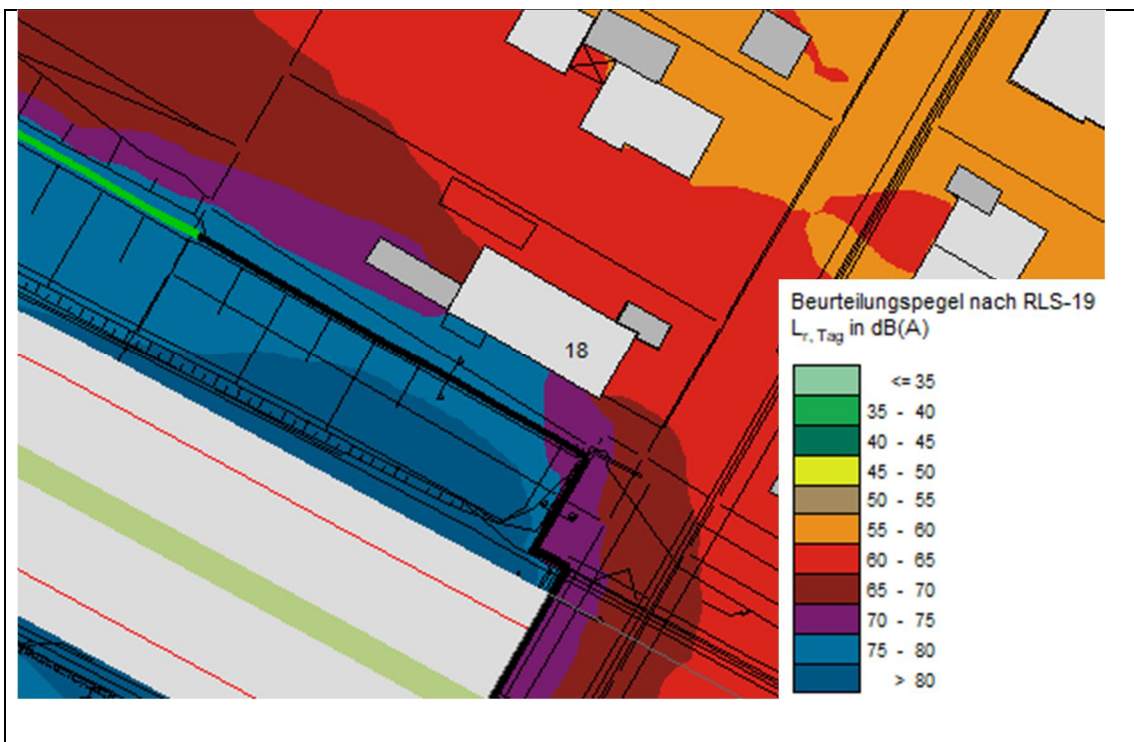 18
Beurteilungspegel nach RLS-19
Lr, Tag in dB(A)
<= 35
35 - 40
40 - 45
45 - 50
50 - 55
55 - 60
60 - 65
65 - 70
70 - 75
75 - 80
> 80